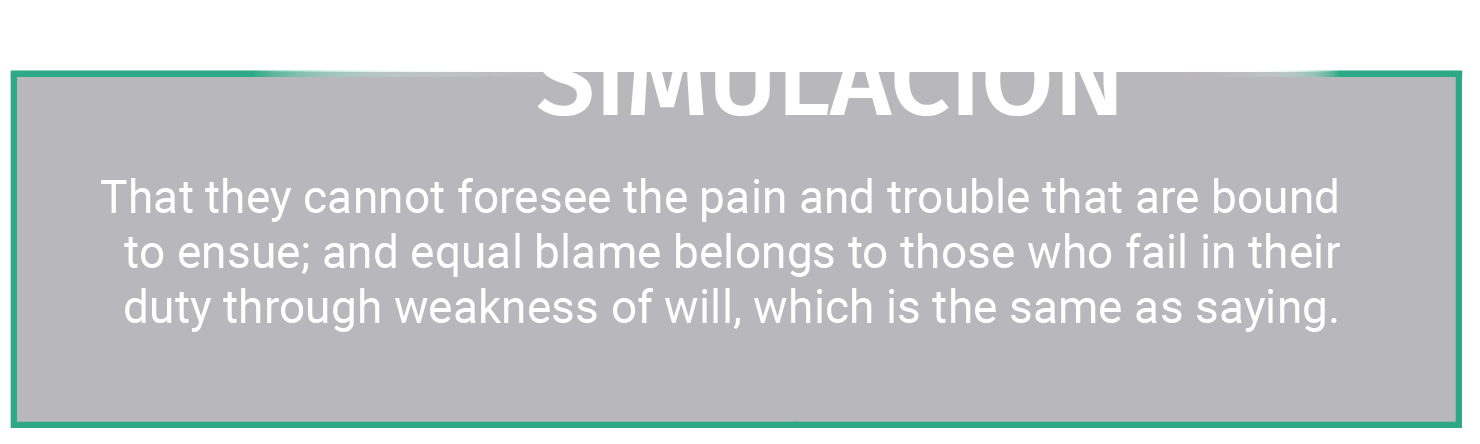 SIMULACION
That they cannot foresee the pain and trouble that are bound
to ensue; and equal blame belongs to those who fail in their
duty through weakness of will, which is the same as saying.